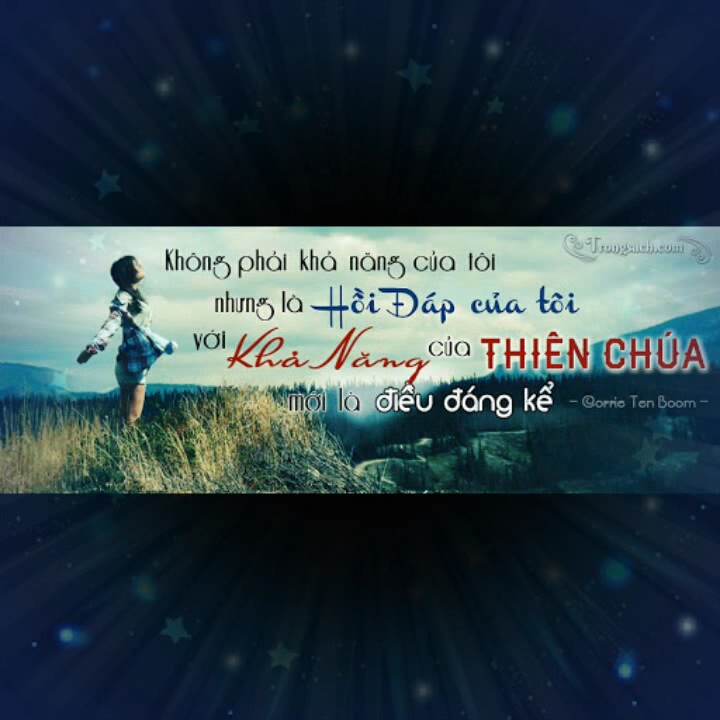 Trongsach.com
Không phải khả năng của tôi
nhưng là Hồi Đáp của tôi
với Khả Năng của THIÊN CHÚA
mới là điều đáng kể - Corrie Ten Boom -